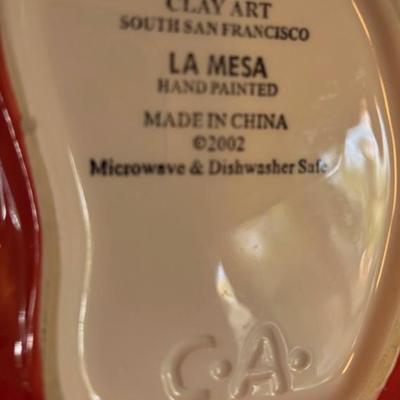 CLAY ART
SOUTH SAN FRANCISCO
LA MESA
HAND PAINTED
MADE IN CHINA
©2002
Microwave & Dishwasher Safe
C.A.